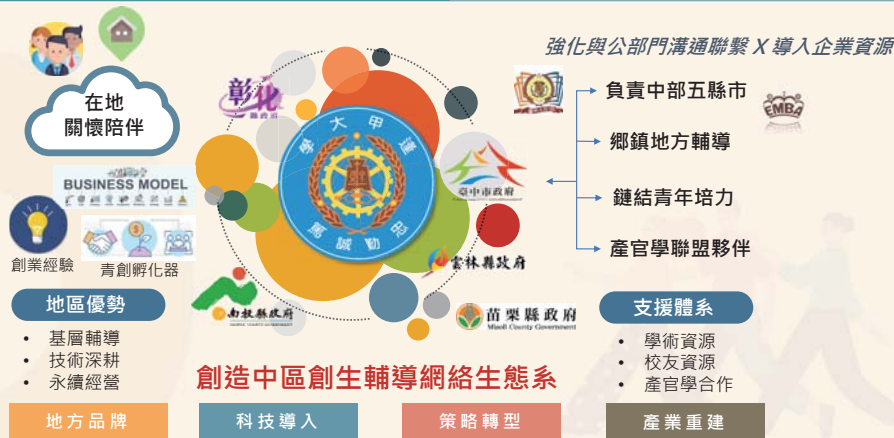 強化與公部門溝通聯繫 X 導入企業資源
在地
關懷陪伴
彰化
縣政府
逢甲大學
忠勤誠篤
臺中市政府
雲林縣政府
南投縣政府
苗栗縣政府
Miaoli County Government
EMBA
負責中部五縣市
鄉鎮地方輔導
鏈結青年培力
產官學聯盟夥伴
BUSINESS MODEL
創業經驗
青創孵化器
地區優勢
• 基層輔導
• 技術深耕
• 永續經營
支援體系
• 學術資源
• 校友資源
• 產官學合作
創造中區創生輔導網絡生態系
地方品牌
科技導入
策略轉型
產業重建